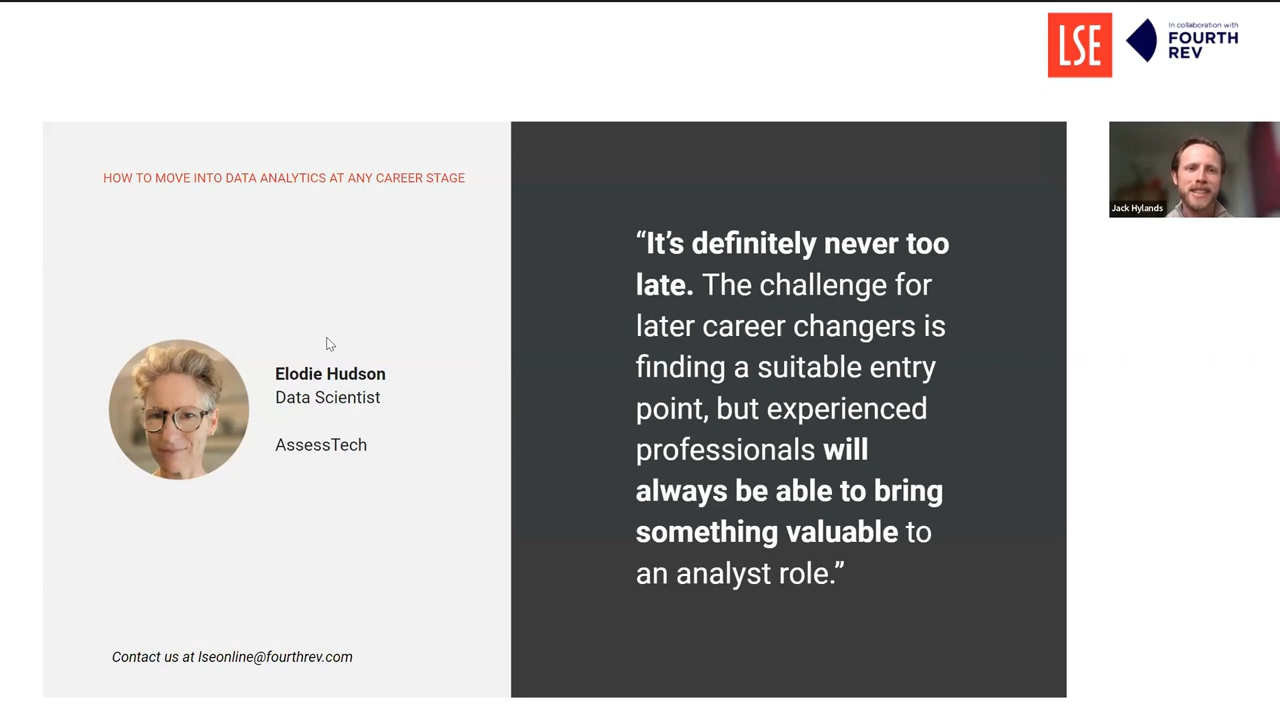 LSE
In collaboration with
FOURTH
REV
HOW TO MOVE INTO DATA ANALYTICS AT ANY CAREER STAGE
Jack Hylands
Elodie Hudson
Data Scientist
AssessTech
“It’s definitely never too
late. The challenge for
later career changers is
finding a suitable entry
point, but experienced
professionals will
always be able to bring
something valuable to
an analyst role.”
Contact us at lseonline@fourthrev.com